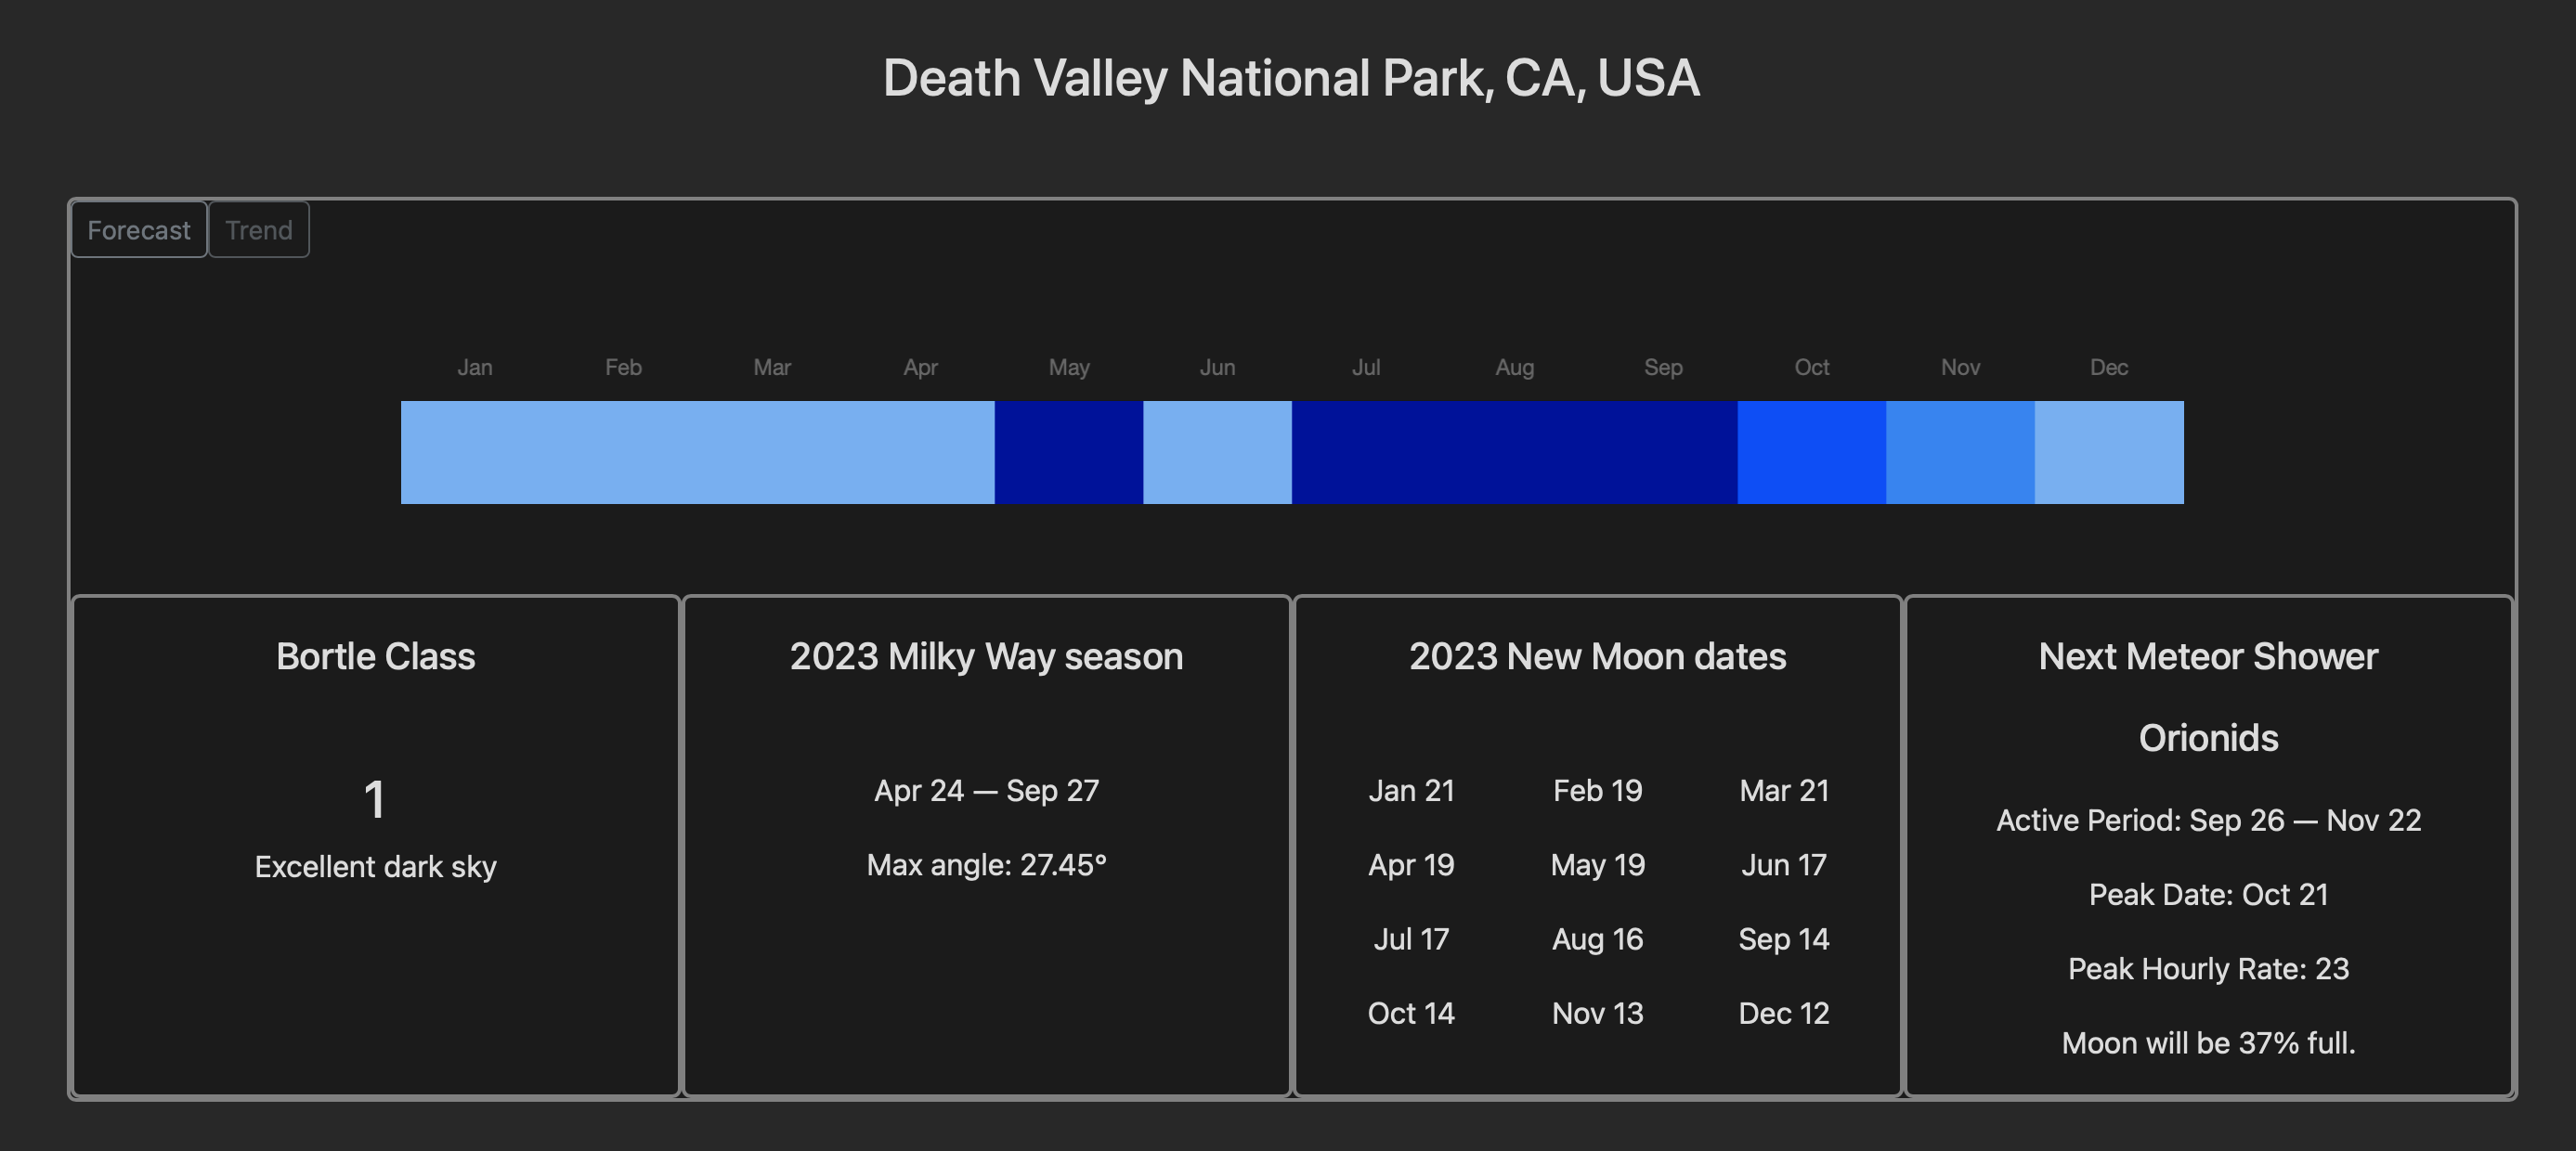 Death Valley National Park, CA, USA
Forecast Trend
Jan Feb Mar Apr May Jun Jul Aug Sep Oct Nov Dec
Bortle Class
1
Excellent dark sky
2023 Milky Way season
Apr 24 — Sep 27
Max angle: 27.45°
2023 New Moon dates
Jan 21 Feb 19 Mar 21
Apr 19 May 19 Jun 17
Jul 17 Aug 16 Sep 14
Oct 14 Nov 13 Dec 12
Next Meteor Shower
Orionids
Active Period: Sep 26 — Nov 22
Peak Date: Oct 21
Peak Hourly Rate: 23
Moon will be 37% full.